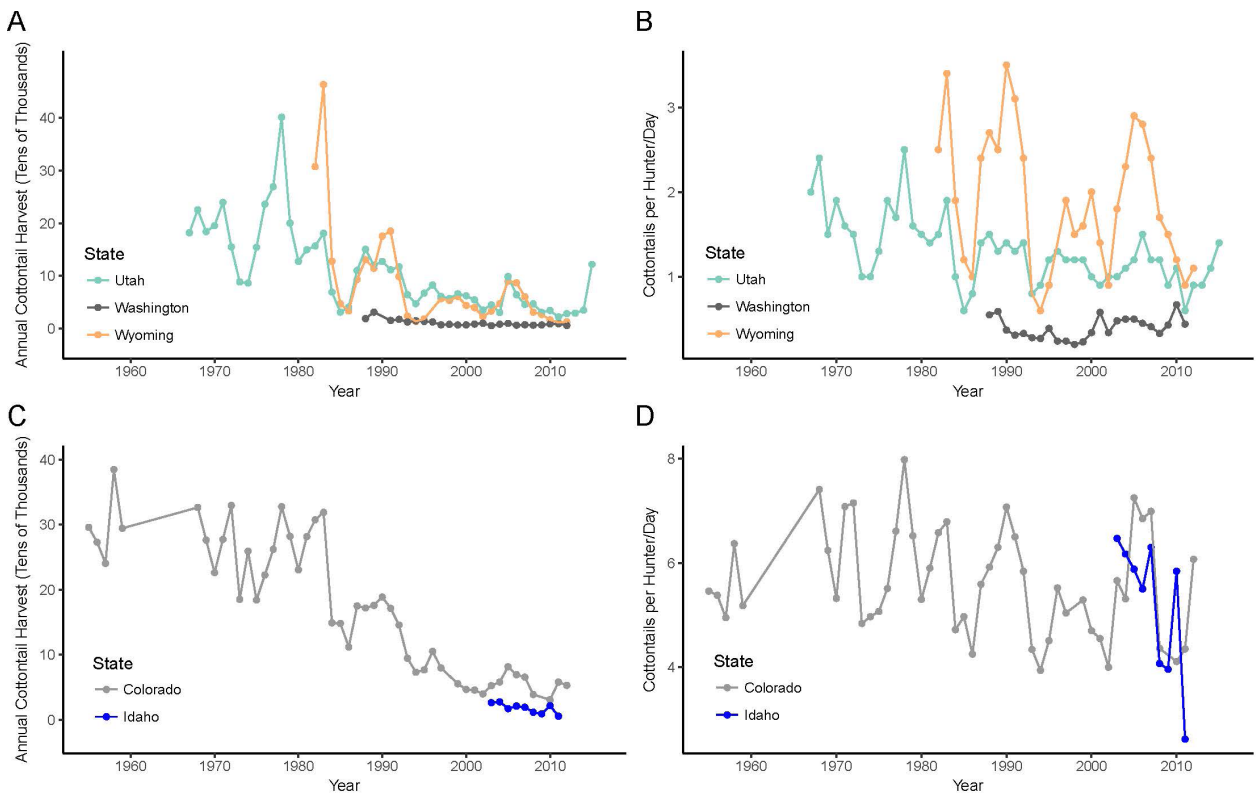 A
Annual Cottontail Harvest (Tens of Thousands)
40
30
20
10
0
State
Utah
Washington
Wyoming
1960 1970 1980 1990 2000 2010
Year
B
Cottontails per Hunter/Day
3
2
1
State
Utah
Washington
Wyoming
1960 1970 1980 1990 2000 2010
Year
C
Annual Cottontail Harvest (Tens of Thousands)
40
30
20
10
0
State
Colorado
Idaho
1960 1970 1980 1990 2000 2010
Year
D
Cottontails per Hunter/Day
8
6
4
State
Colorado
Idaho
1960 1970 1980 1990 2000 2010
Year